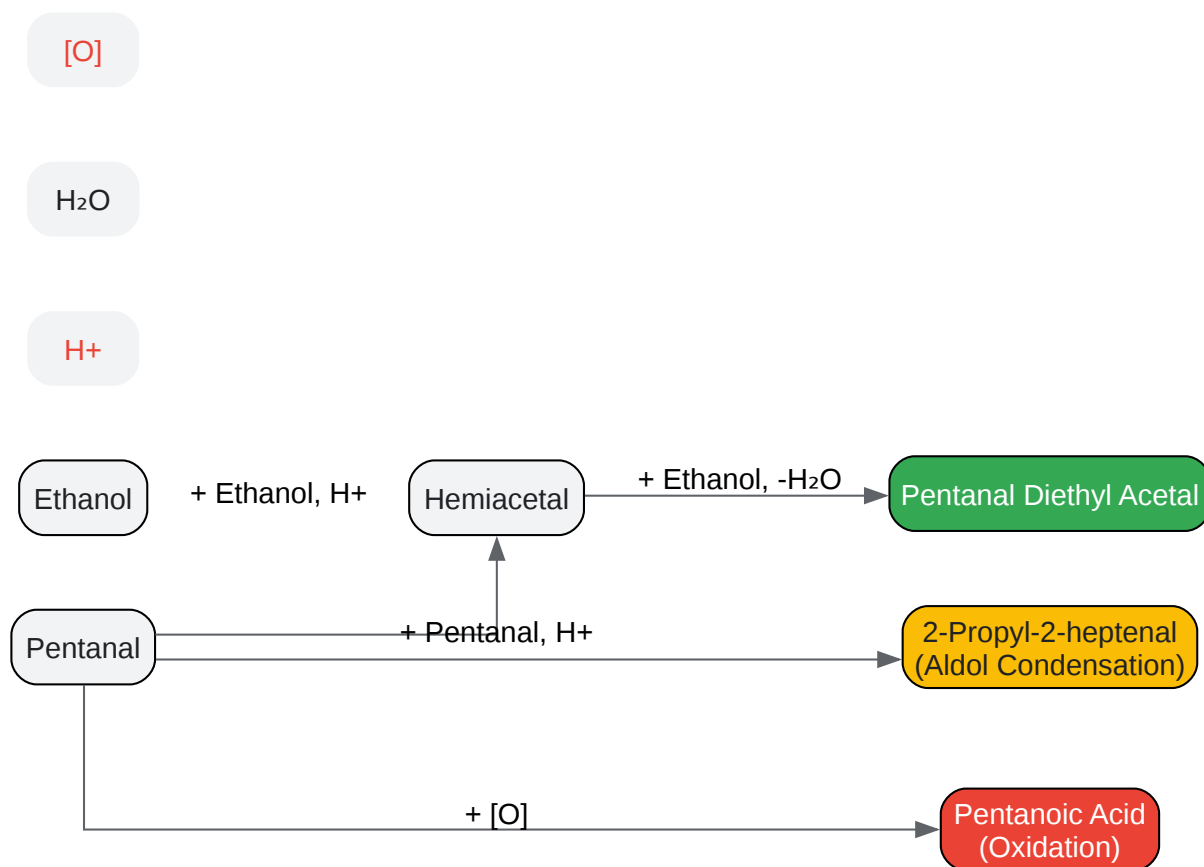 [O]
H₂O
H+
Ethanol
+ Ethanol, H+
Hemiacetal
+ Ethanol, -H₂O
Pentanal Diethyl Acetal
Pentanal
+ Pentanal, H+
2-Propyl-2-heptenal
(Aldol Condensation)
+ [O]
Pentanoic Acid
(Oxidation)